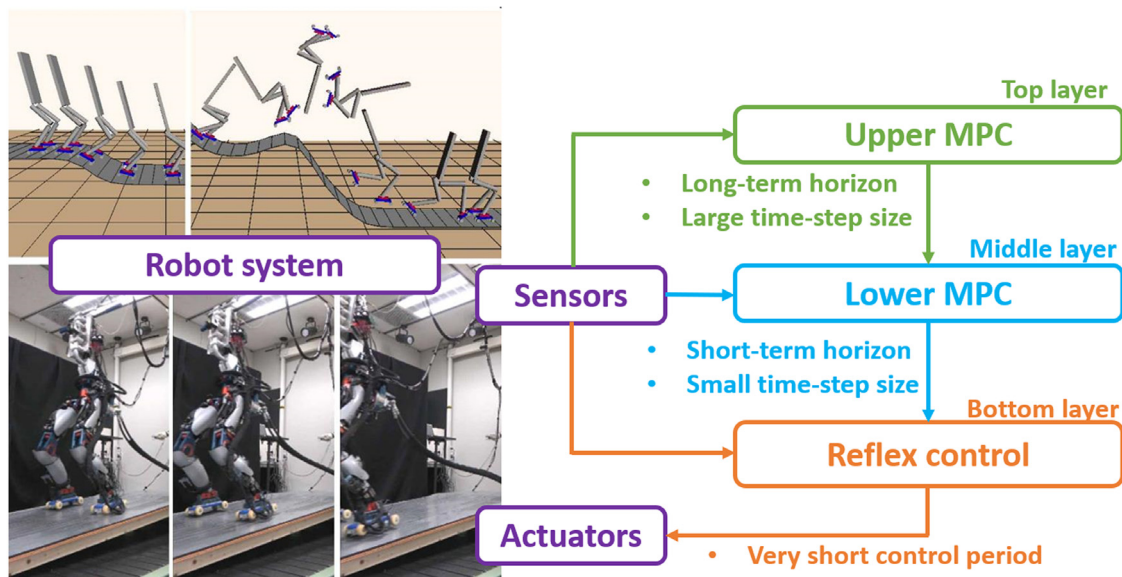 Top layer
Upper MPC
• Long-term horizon
• Large time-step size
Robot system
Middle layer
Sensors
Lower MPC
• Short-term horizon
• Small time-step size
Bottom layer
Reflex control
Actuators
• Very short control period